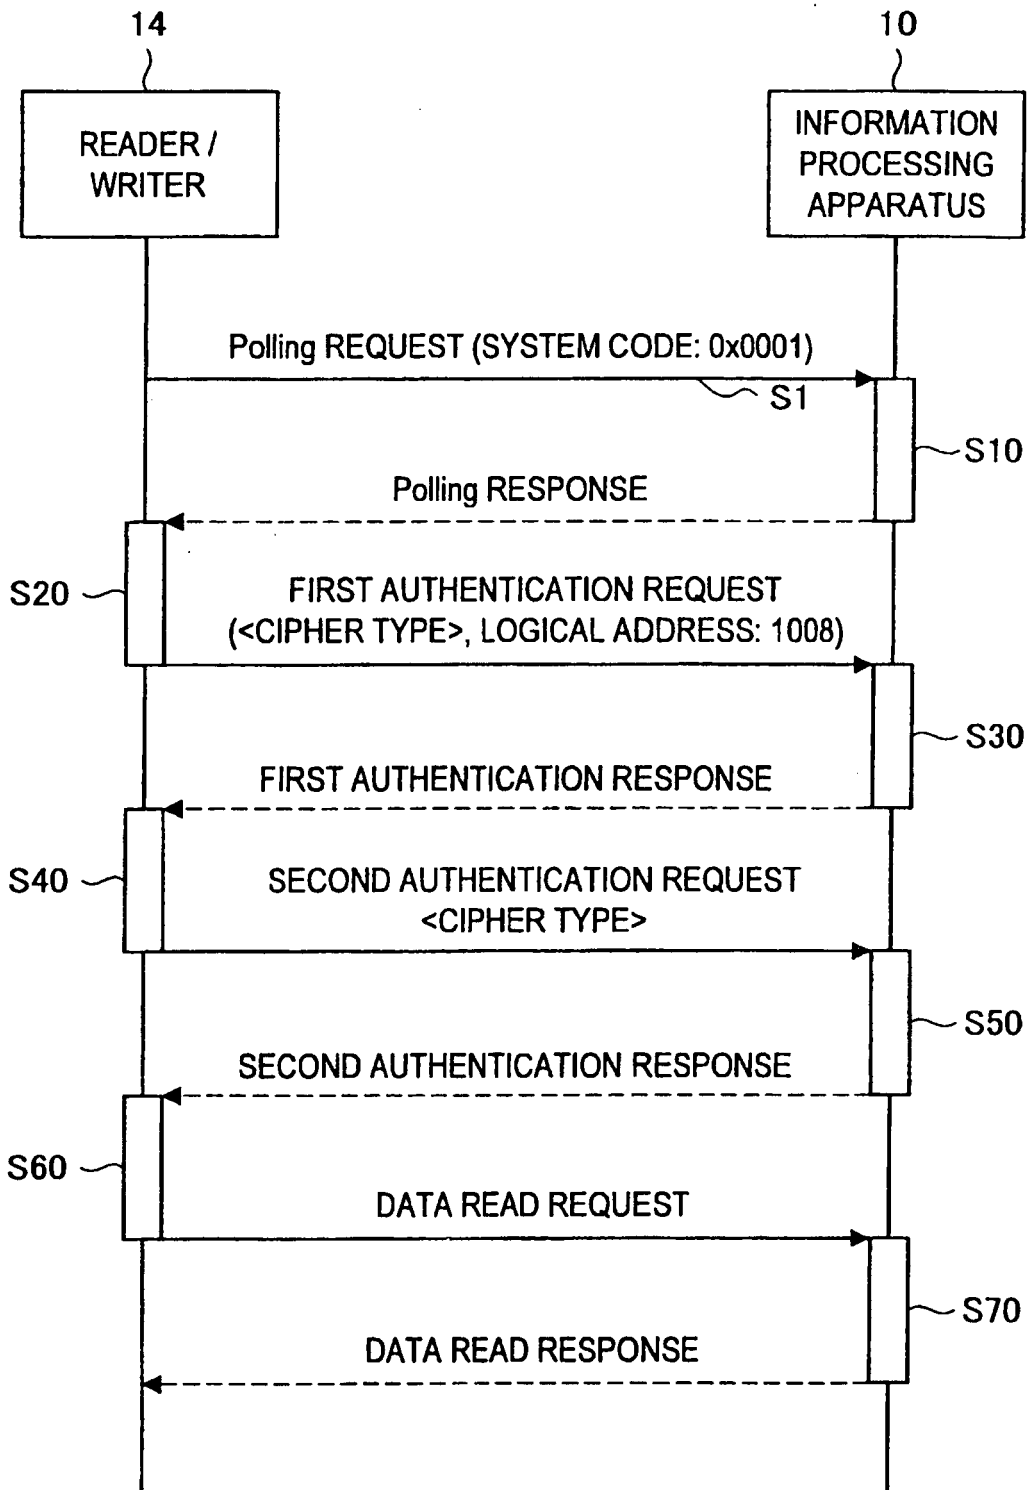 14
10
READER /
WRITER
INFORMATION
PROCESSING
APPARATUS
Polling REQUEST (SYSTEM CODE: 0x0001)
S1
S10
Polling RESPONSE
S20
FIRST AUTHENTICATION REQUEST
(<CIPHER TYPE>, LOGICAL ADDRESS: 1008)
S30
FIRST AUTHENTICATION RESPONSE
S40
SECOND AUTHENTICATION REQUEST
<CIPHER TYPE>
S50
SECOND AUTHENTICATION RESPONSE
S60
DATA READ REQUEST
S70
DATA READ RESPONSE